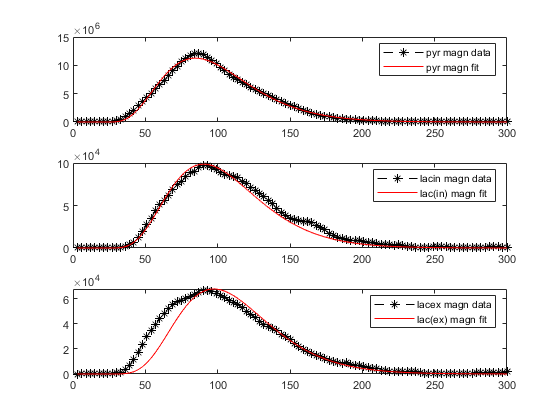 ×10^6
15
10
5
0
0 50 100 150 200 250 300
pyr magn data
pyr magn fit
×10^4
10
5
0
0 50 100 150 200 250 300
lacin magn data
lac(in) magn fit
×10^4
6
4
2
0
0 50 100 150 200 250 300
lacex magn data
lac(ex) magn fit